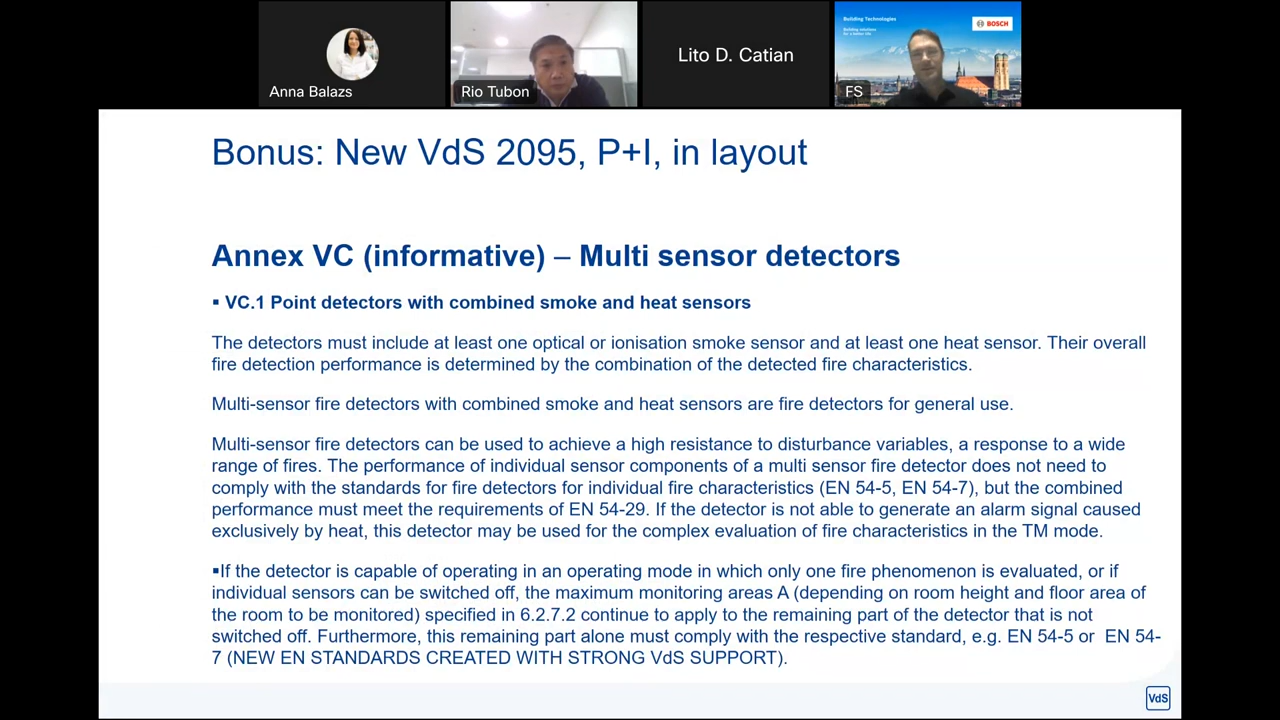 Building Technologies
Building solutions
for a better life
BOSCH
Anna Balazs
Rio Tubon
Lito D. Catian
FS
Bonus: New VdS 2095, P+I, in layout
Annex VC (informative) – Multi sensor detectors
▪ VC.1 Point detectors with combined smoke and heat sensors
The detectors must include at least one optical or ionisation smoke sensor and at least one heat sensor. Their overall
fire detection performance is determined by the combination of the detected fire characteristics.
Multi-sensor fire detectors with combined smoke and heat sensors are fire detectors for general use.
Multi-sensor fire detectors can be used to achieve a high resistance to disturbance variables, a response to a wide
range of fires. The performance of individual sensor components of a multi sensor fire detector does not need to
comply with the standards for fire detectors for individual fire characteristics (EN 54-5, EN 54-7), but the combined
performance must meet the requirements of EN 54-29. If the detector is not able to generate an alarm signal caused
exclusively by heat, this detector may be used for the complex evaluation of fire characteristics in the TM mode.
▪If the detector is capable of operating in an operating mode in which only one fire phenomenon is evaluated, or if
individual sensors can be switched off, the maximum monitoring areas A (depending on room height and floor area of
the room to be monitored) specified in 6.2.7.2 continue to apply to the remaining part of the detector that is not
switched off. Furthermore, this remaining part alone must comply with the respective standard, e.g. EN 54-5 or  EN 54-
7 (NEW EN STANDARDS CREATED WITH STRONG VdS SUPPORT).
VdS